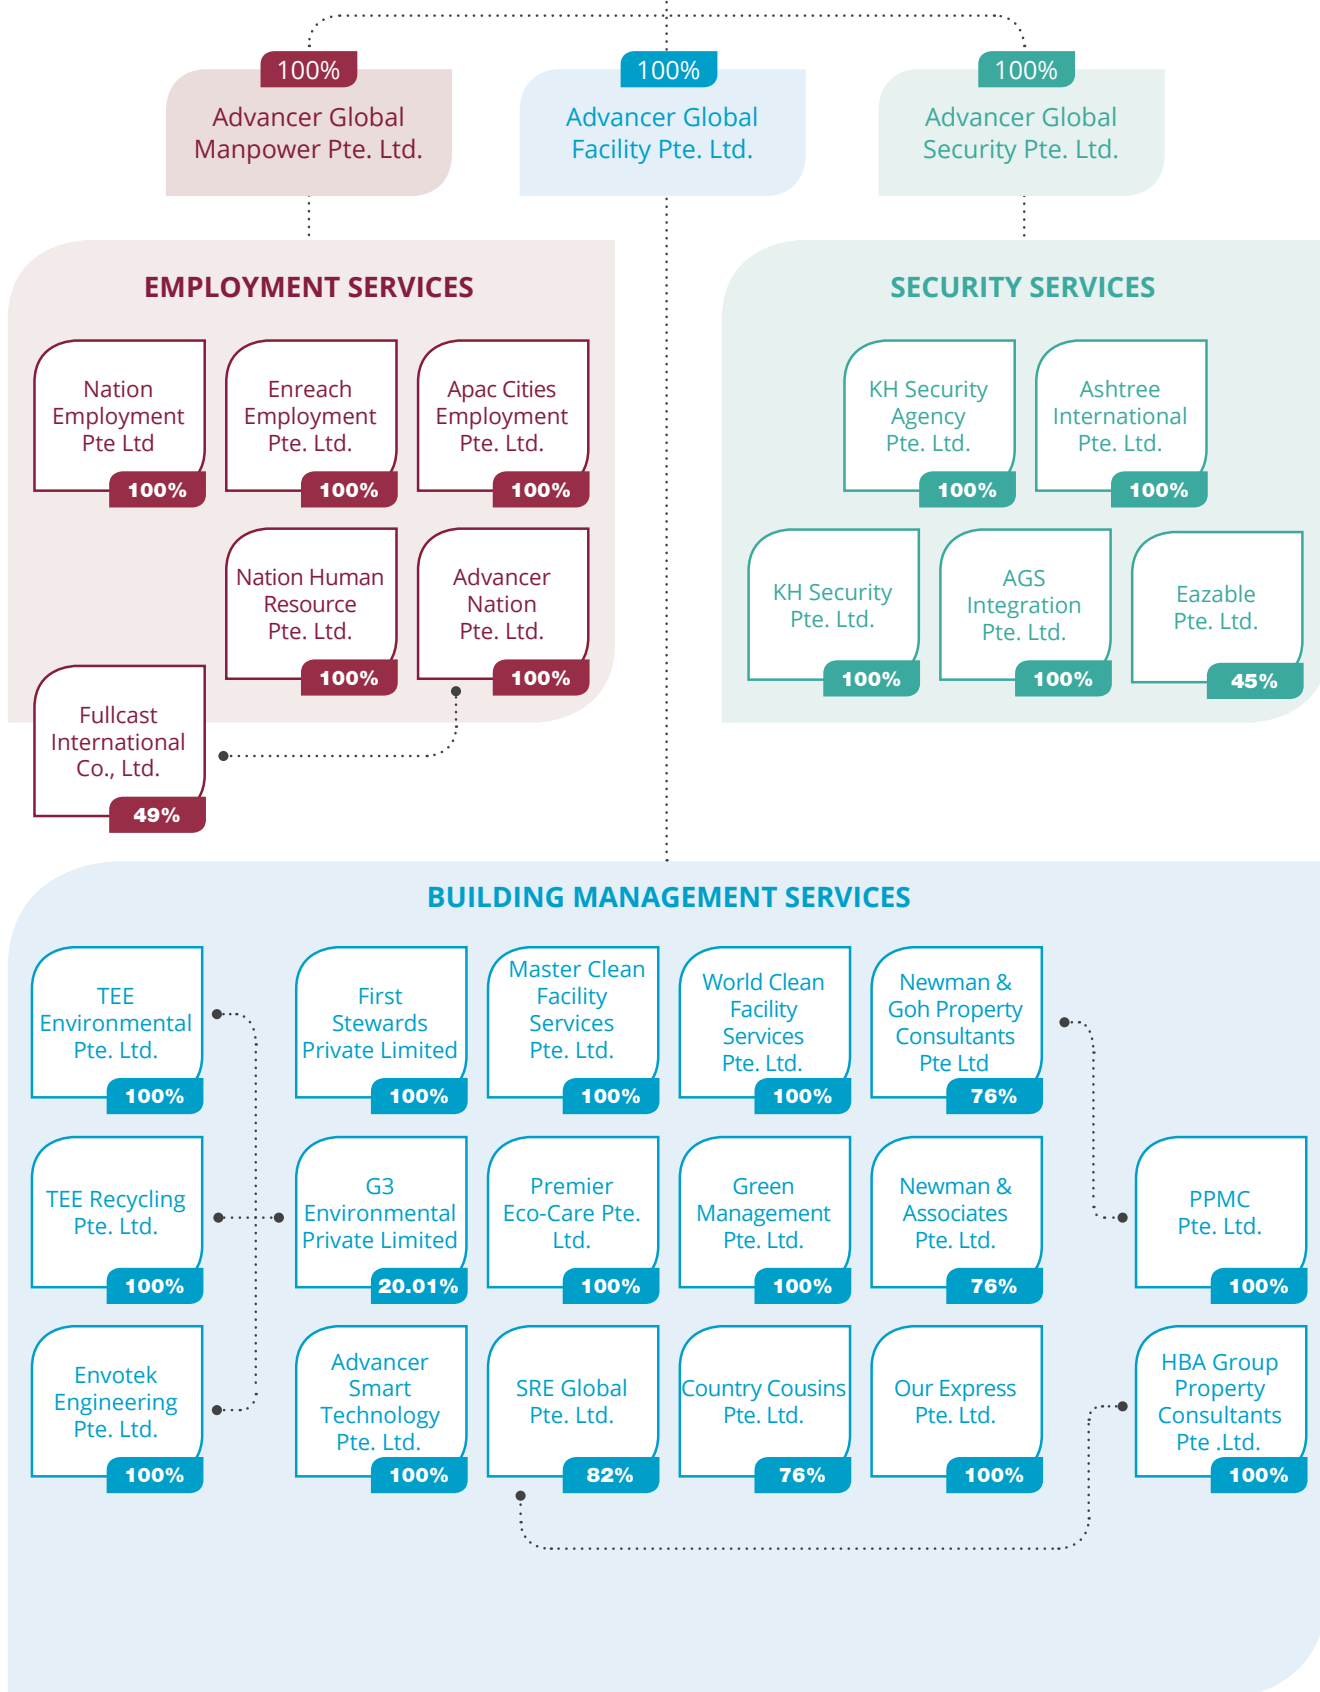 100%
Advancer Global
Manpower Pte. Ltd.
100%
Advancer Global
Facility Pte. Ltd.
100%
Advancer Global
Security Pte. Ltd.
EMPLOYMENT SERVICES
Nation
Employment
Pte Ltd
100%
Enreach
Employment
Pte. Ltd.
100%
Apac Cities
Employment
Pte. Ltd.
100%
Nation Human
Resource
Pte. Ltd.
100%
Advancer
Nation
Pte. Ltd.
100%
Fullcast
International
Co., Ltd.
49%
SECURITY SERVICES
KH Security
Agency
Pte. Ltd.
100%
Ashtree
International
Pte. Ltd.
100%
KH Security
Pte. Ltd.
100%
AGS
Integration
Pte. Ltd.
100%
Eazable
Pte. Ltd.
45%
BUILDING MANAGEMENT SERVICES
TEE
Environmental
Pte. Ltd.
100%
First
Stewards
Private Limited
100%
Master Clean
Facility
Services
Pte. Ltd.
100%
World Clean
Facility
Services
Pte. Ltd.
100%
Newman &
Goh Property
Consultants
Pte Ltd
76%
TEE Recycling
Pte. Ltd.
100%
G3
Environmental
Private Limited
20.01%
Premier
Eco-Care Pte.
Ltd.
100%
Green
Management
Pte. Ltd.
100%
Newman &
Associates
Pte. Ltd.
76%
PPMC
Pte. Ltd.
100%
Envotek
Engineering
Pte. Ltd.
100%
Advancer
Smart
Technology
Pte. Ltd.
100%
SRE Global
Pte. Ltd.
82%
Country Cousins
Pte. Ltd.
76%
Our Express
Pte. Ltd.
100%
HBA Group
Property
Consultants
Pte .Ltd.
100%